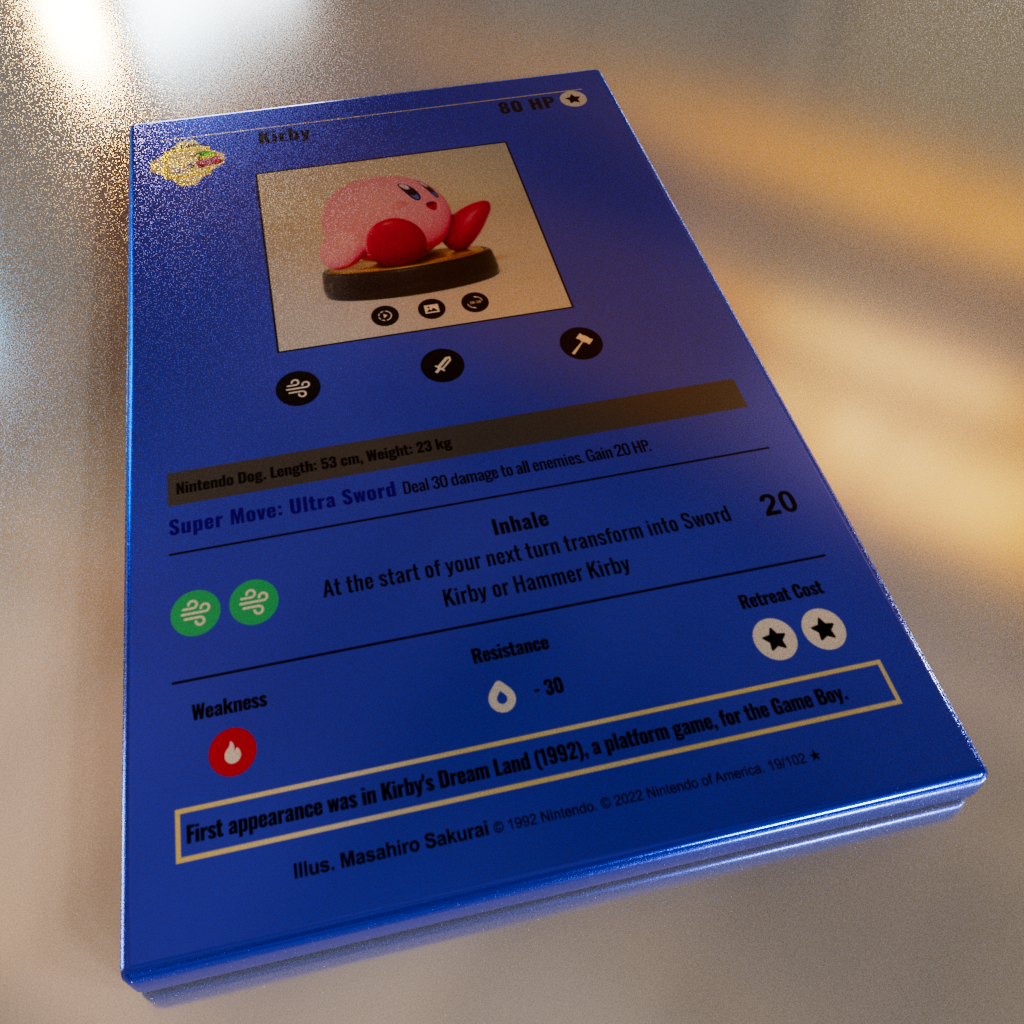 Kirby
80 HP
Nintendo Dog. Length: 53 cm, Weight: 23 kg
Super Move: Ultra Sword Deal 30 damage to all enemies. Gain 20 HP.
Inhale
20
At the start of your next turn transform into Sword
Kirby or Hammer Kirby
Weakness
Resistance
- 30
Retreat Cost
First appearance was in Kirby's Dream Land (1992), a platform game, for the Game Boy.
Illus. Masahiro Sakurai © 1992 Nintendo. © 2022 Nintendo of America. 19/102 ★